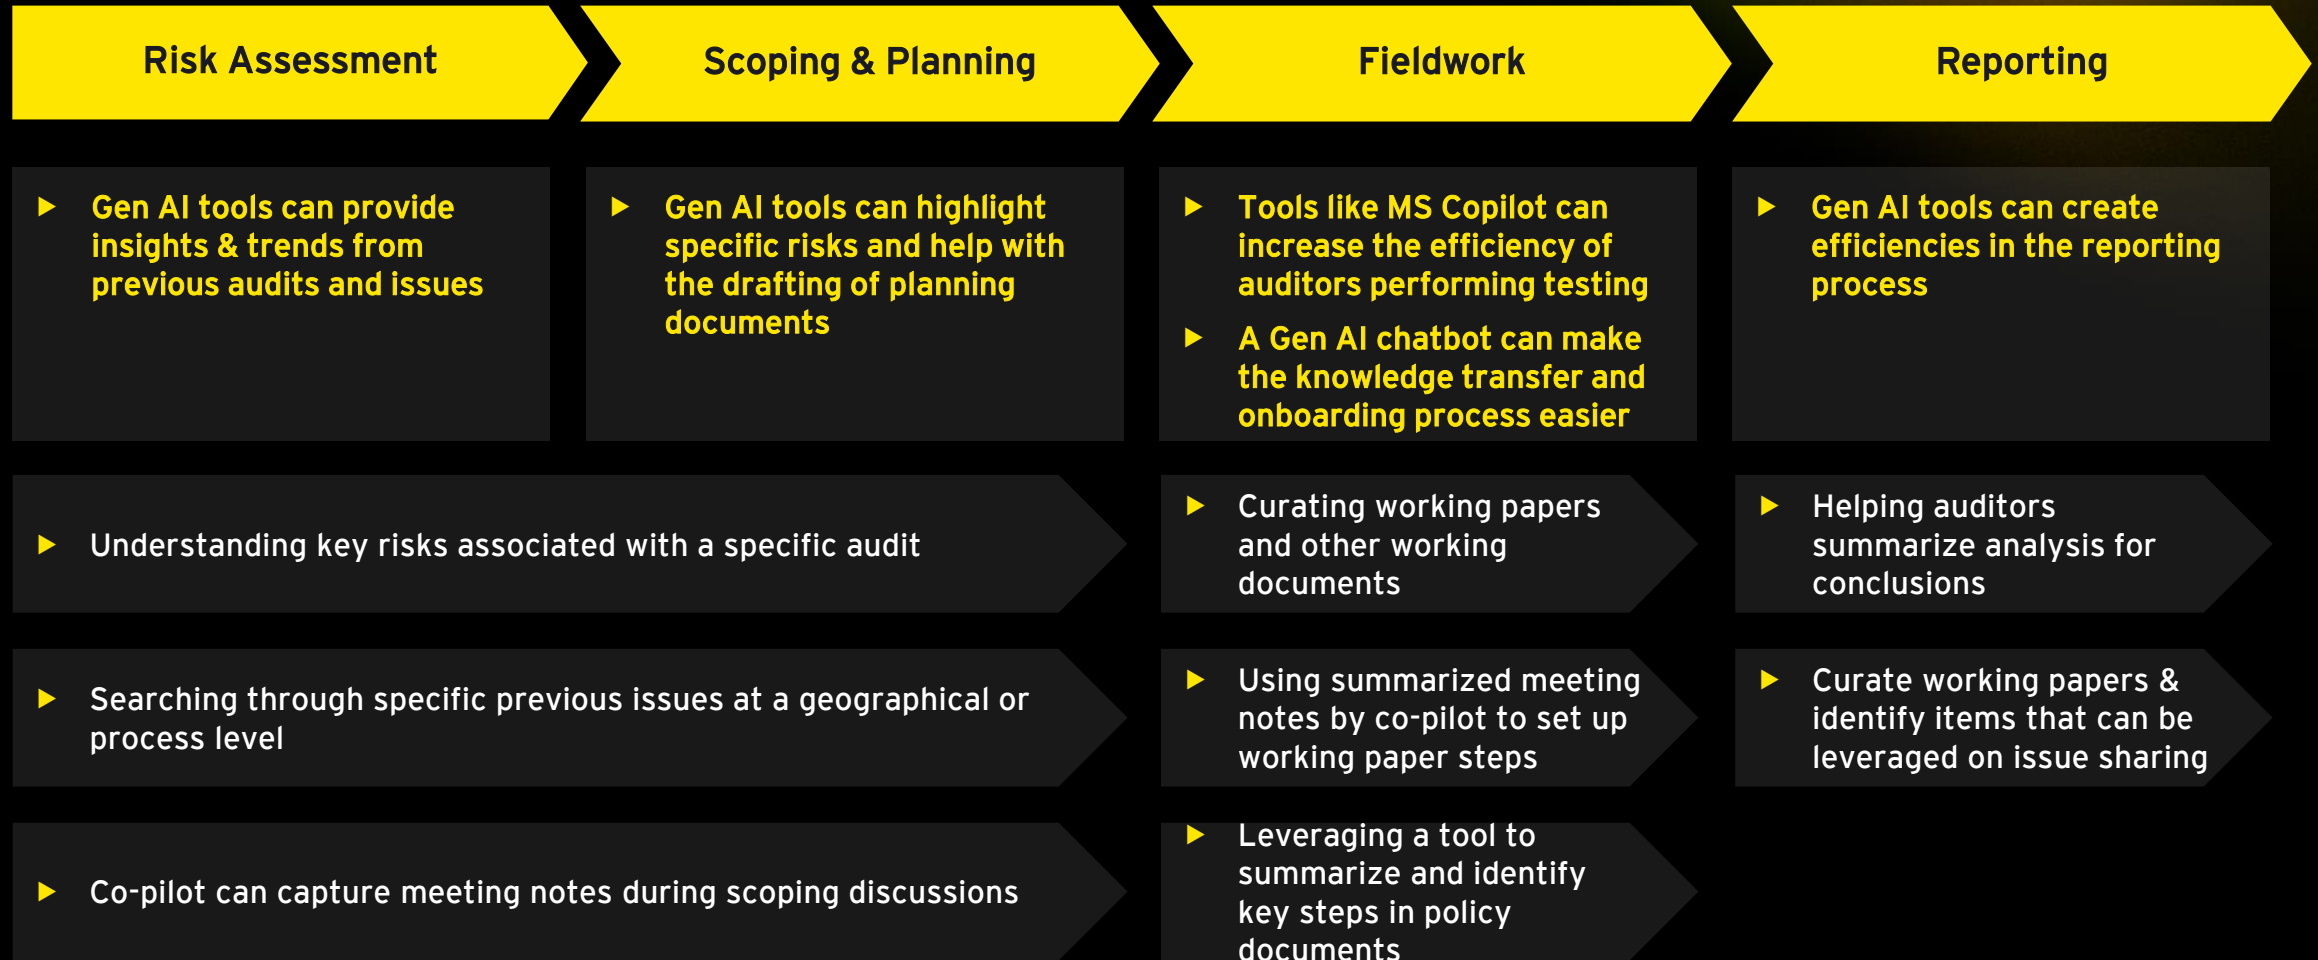 Risk Assessment
Scoping & Planning
Fieldwork
Reporting
Gen AI tools can provide
insights & trends from
previous audits and issues
Gen AI tools can highlight
specific risks and help with
the drafting of planning
documents
Tools like MS Copilot can
increase the efficiency of
auditors performing testing
A Gen AI chatbot can make
the knowledge transfer and
onboarding process easier
Gen AI tools can create
efficiencies in the reporting
process
Understanding key risks associated with a specific audit
Curating working papers
and other working
documents
Helping auditors
summarize analysis for
conclusions
Searching through specific previous issues at a geographical or
process level
Using summarized meeting
notes by co-pilot to set up
working paper steps
Curate working papers &
identify items that can be
leveraged on issue sharing
Co-pilot can capture meeting notes during scoping discussions
Leveraging a tool to
summarize and identify
key steps in policy
documents